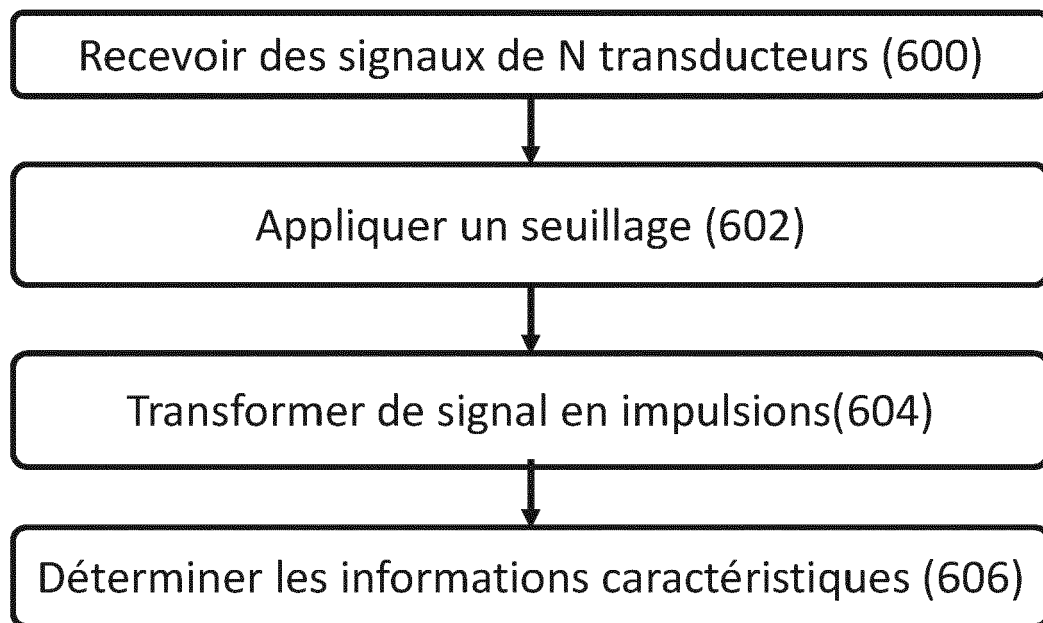 Recevoir des signaux de N transducteurs (600)
Appliquer un seuillage (602)
Transformer de signal en impulsions(604)
Déterminer les informations caractéristiques (606)